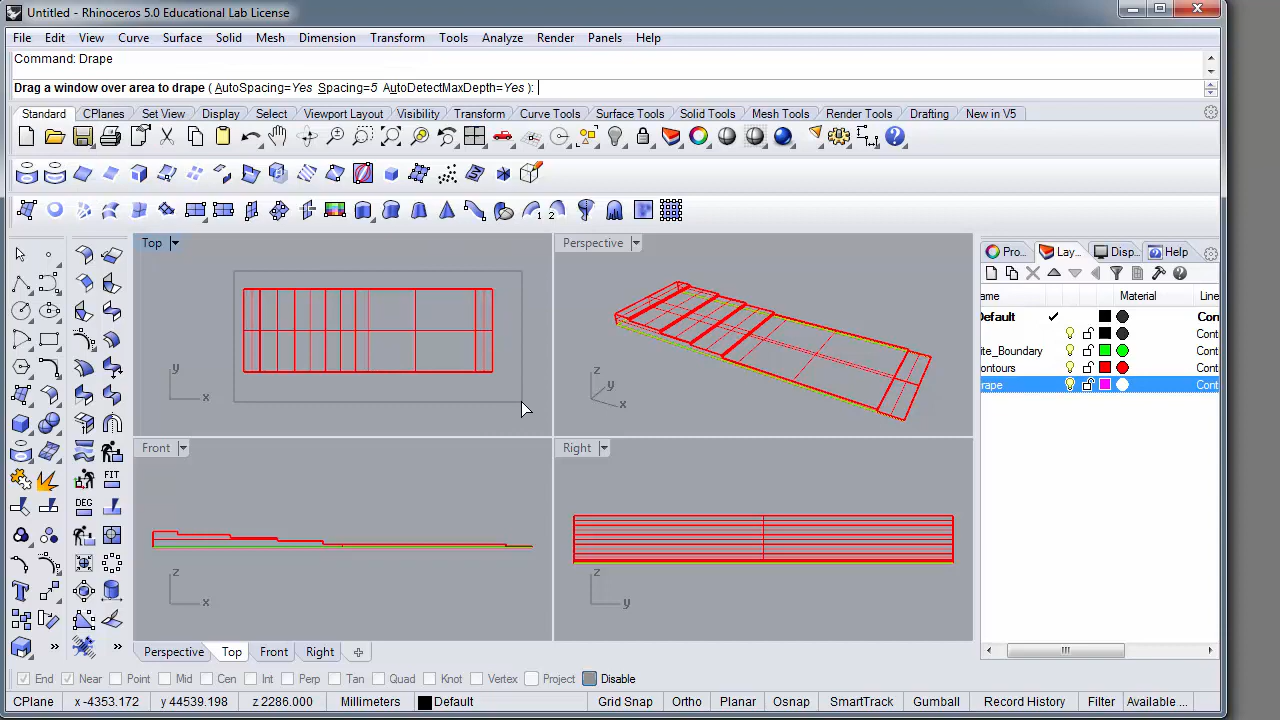 Untitled - Rhinoceros 5.0 Educational Lab License
File Edit View Curve Surface Solid Mesh Dimension Transform Tools Analyze Render Panels Help
Command: Drape
Drag a window over area to drape ( AutoSpacing=Yes Spacing=5 AutoDetectMaxDepth=Yes ):
Standard CPlanes Set View Display Select Viewport Layout Visibility Transform Curve Tools Surface Tools Solid Tools Mesh Tools Render Tools Drafting New in V5
1 2
Top Perspective
Pro... Lay... Disp... Help
ame Material Line
Default Con
Cont
ite_Boundary Cont
ontours Cont
rape Cont
y
x
z
y
x
Front Right
FIT
DEG
z
x
z
y
Perspective Top Front Right
End Near Point Mid Cen Int Perp Tan Quad Knot Vertex Project Disable
CPlane x -4353.172 y 44539.198 z 2286.000 Millimeters Default Grid Snap Ortho Planar Osnap SmartTrack Gumball Record History Filter Available ...